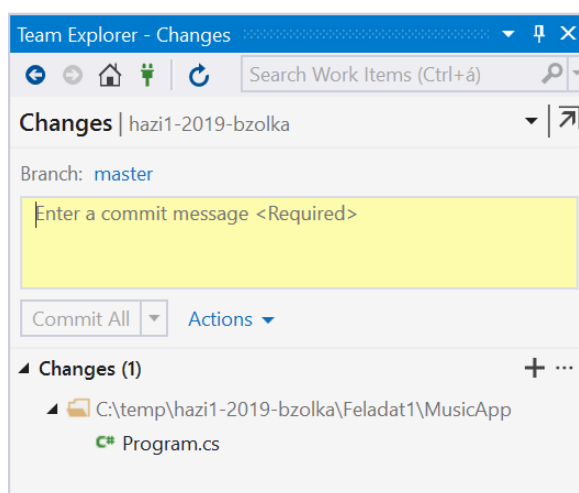 Team Explorer - Changes
Search Work Items (Ctrl+á)
Changes | hazi1-2019-bzolka
Branch: master
Enter a commit message <Required>
Commit All Actions
Changes (1)
C:\temp\hazi1-2019-bzolka\Feladat1\MusicApp
C# Program.cs